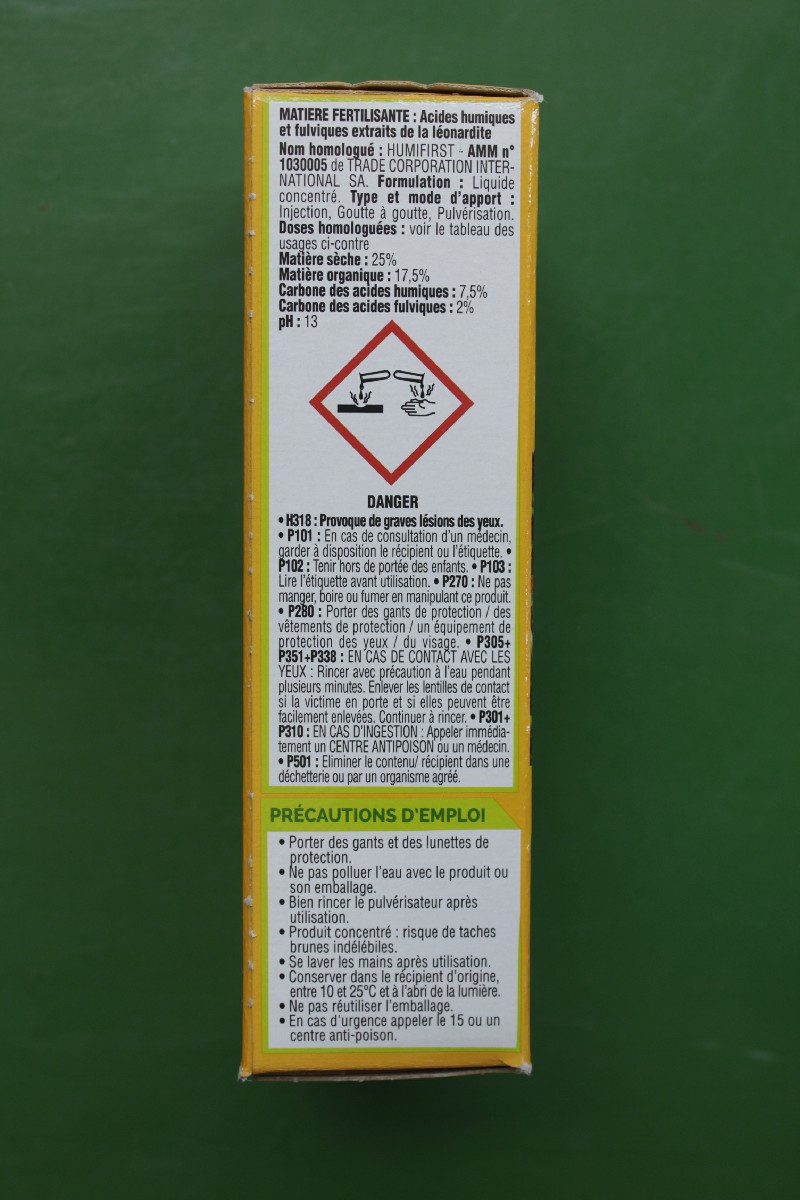 MATIERE FERTILISANTE : Acides humiques
et fulviques extraits de la léonardite
Nom homologué : HUMIFIRST - AMM n°
1030005 de TRADE CORPORATION INTER-
NATIONAL SA. Formulation : Liquide
concentré. Type et mode d'apport :
Injection, Goutte à goutte, Pulvérisation.
Doses homologuées : voir le tableau des
usages ci-contre
Matière sèche : 25%
Matière organique : 17,5%
Carbone des acides humiques : 7,5%
Carbone des acides fulviques : 2%
pH : 13
DANGER
• H318 : Provoque de graves lésions des yeux.
• P101 : En cas de consultation d'un médecin,
garder à disposition le récipient ou l'étiquette. •
P102 : Tenir hors de portée des enfants. • P103 :
Lire l'étiquette avant utilisation. • P270 : Ne pas
manger, boire ou fumer en manipulant ce produit.
• P280 : Porter des gants de protection / des
vêtements de protection / un équipement de
protection des yeux / du visage. • P305+
P351+P338 : EN CAS DE CONTACT AVEC LES
YEUX : Rincer avec précaution à l'eau pendant
plusieurs minutes. Enlever les lentilles de contact
si la victime en porte et si elles peuvent être
facilement enlevées. Continuer à rincer. • P301+
P310 : EN CAS D'INGESTION : Appeler immédia-
tement un CENTRE ANTIPOISON ou un médecin.
• P501 : Eliminer le contenu/ récipient dans une
déchetterie ou par un organisme agréé.
PRÉCAUTIONS D'EMPLOI
• Porter des gants et des lunettes de
protection.
• Ne pas polluer l'eau avec le produit ou
son emballage.
• Bien rincer le pulvérisateur après
utilisation.
• Produit concentré : risque de taches
brunes indélébiles.
• Se laver les mains après utilisation.
• Conserver dans le récipient d'origine,
entre 10 et 25°C et à l'abri de la lumière.
• Ne pas réutiliser l'emballage.
• En cas d'urgence appeler le 15 ou un
centre anti-poison.